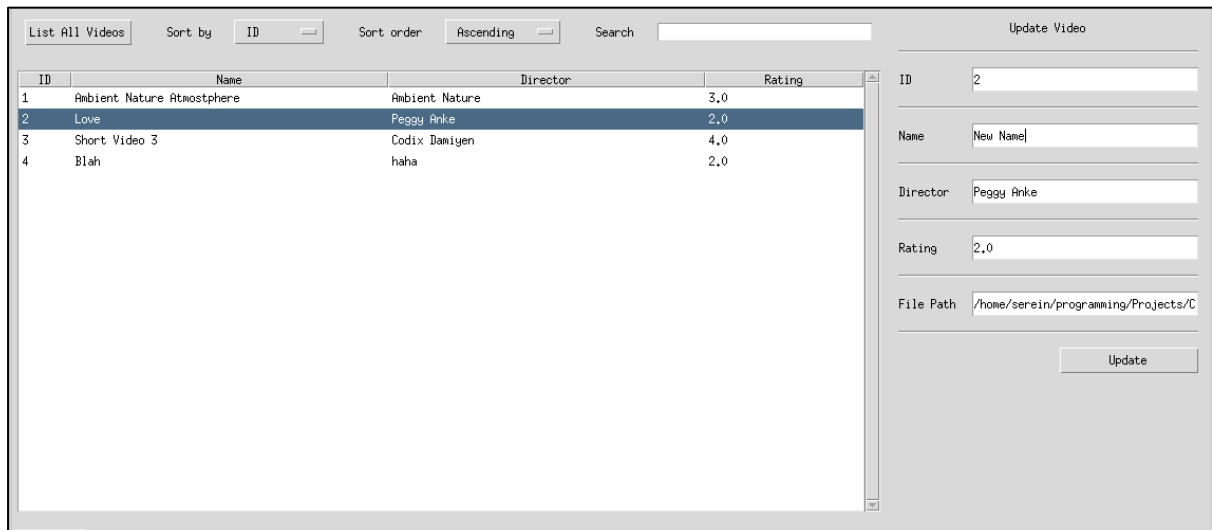 List All Videos Sort by ID Sort order Ascending Search
ID Name Director Rating
1 Ambient Nature Atmostphere Ambient Nature 3.0
2 Love Peggy Anke 2.0
3 Short Video 3 Codix Damiyen 4.0
4 Blah haha 2.0
Update Video
ID 2
Name New Name
Director Peggy Anke
Rating 2.0
File Path /home/serein/programming/Projects/C
Update